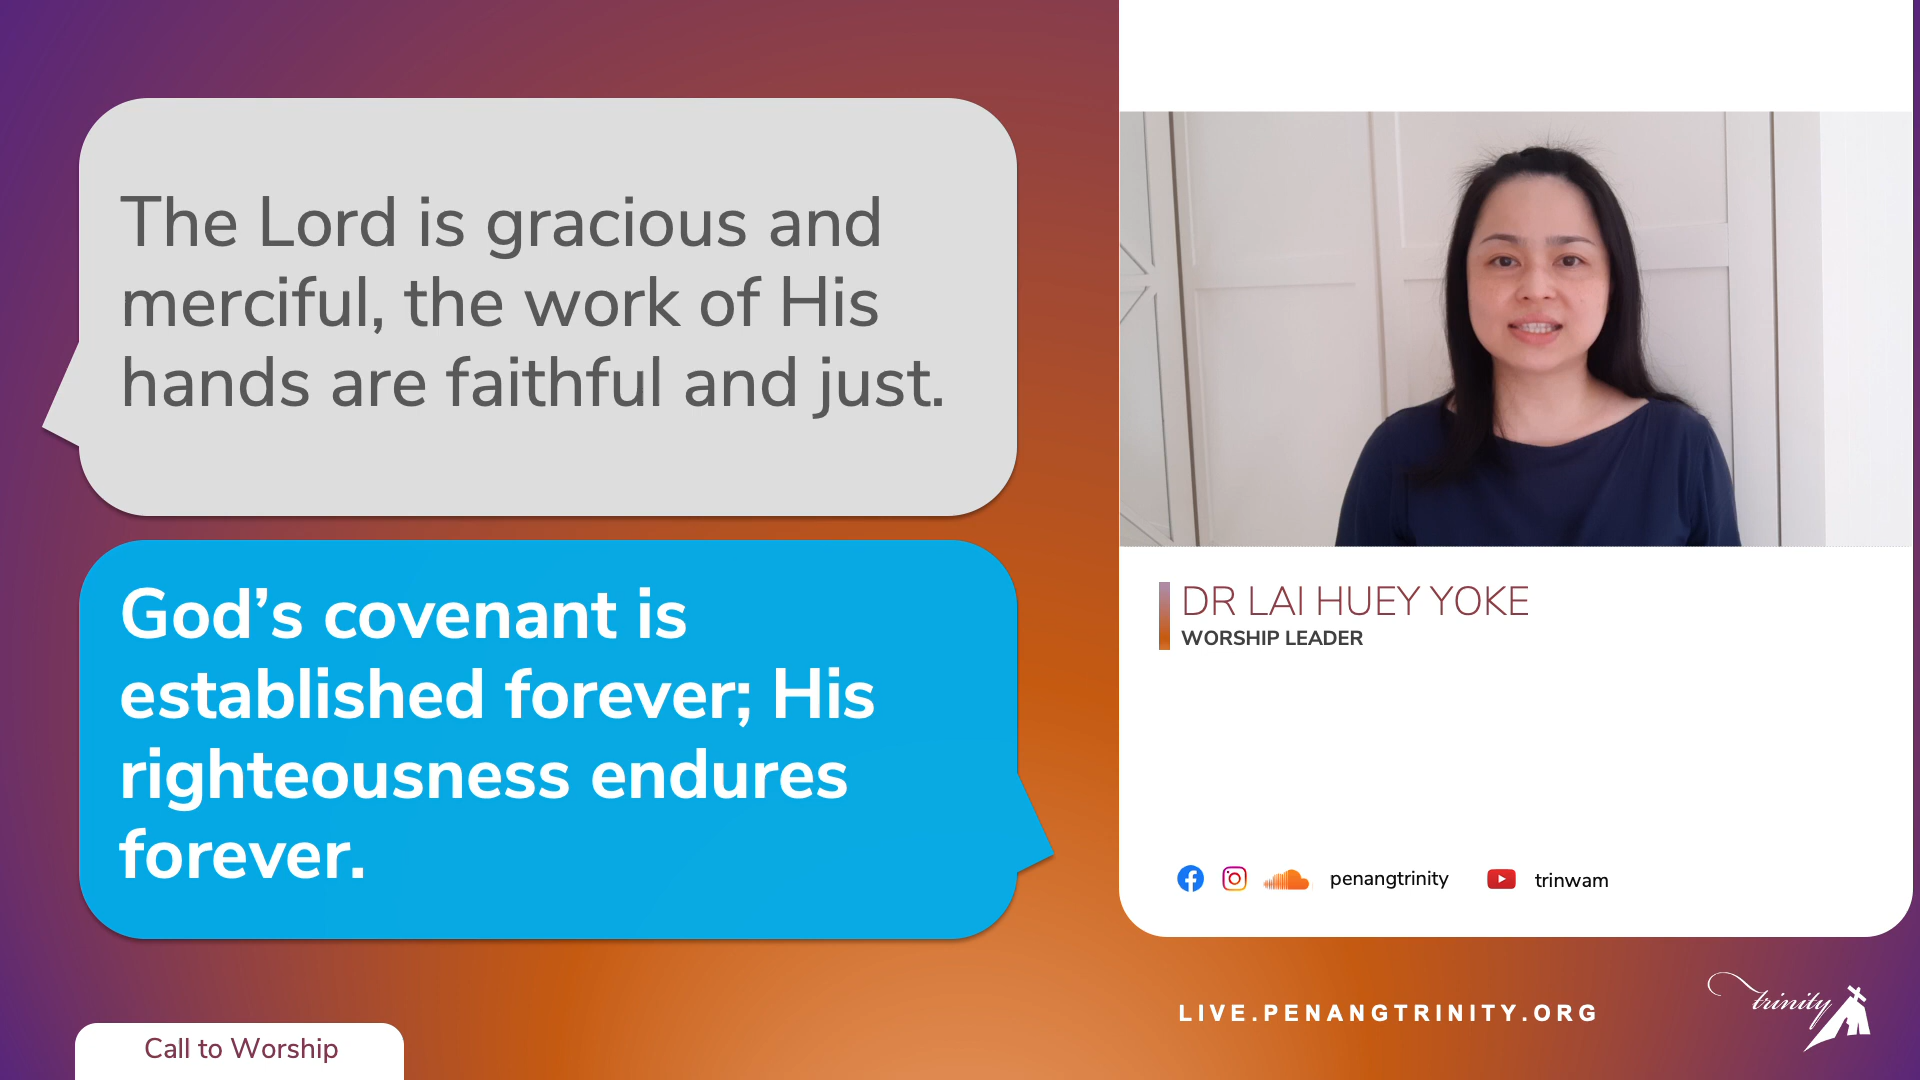 The Lord is gracious and
merciful, the work of His
hands are faithful and just.
God’s covenant is
established forever; His
righteousness endures
forever.
Call to Worship
DR LAI HUEY YOKE
WORSHIP LEADER
penangtrinity
trinwam
LIVE.PENANGTRINITY.ORG
trinity